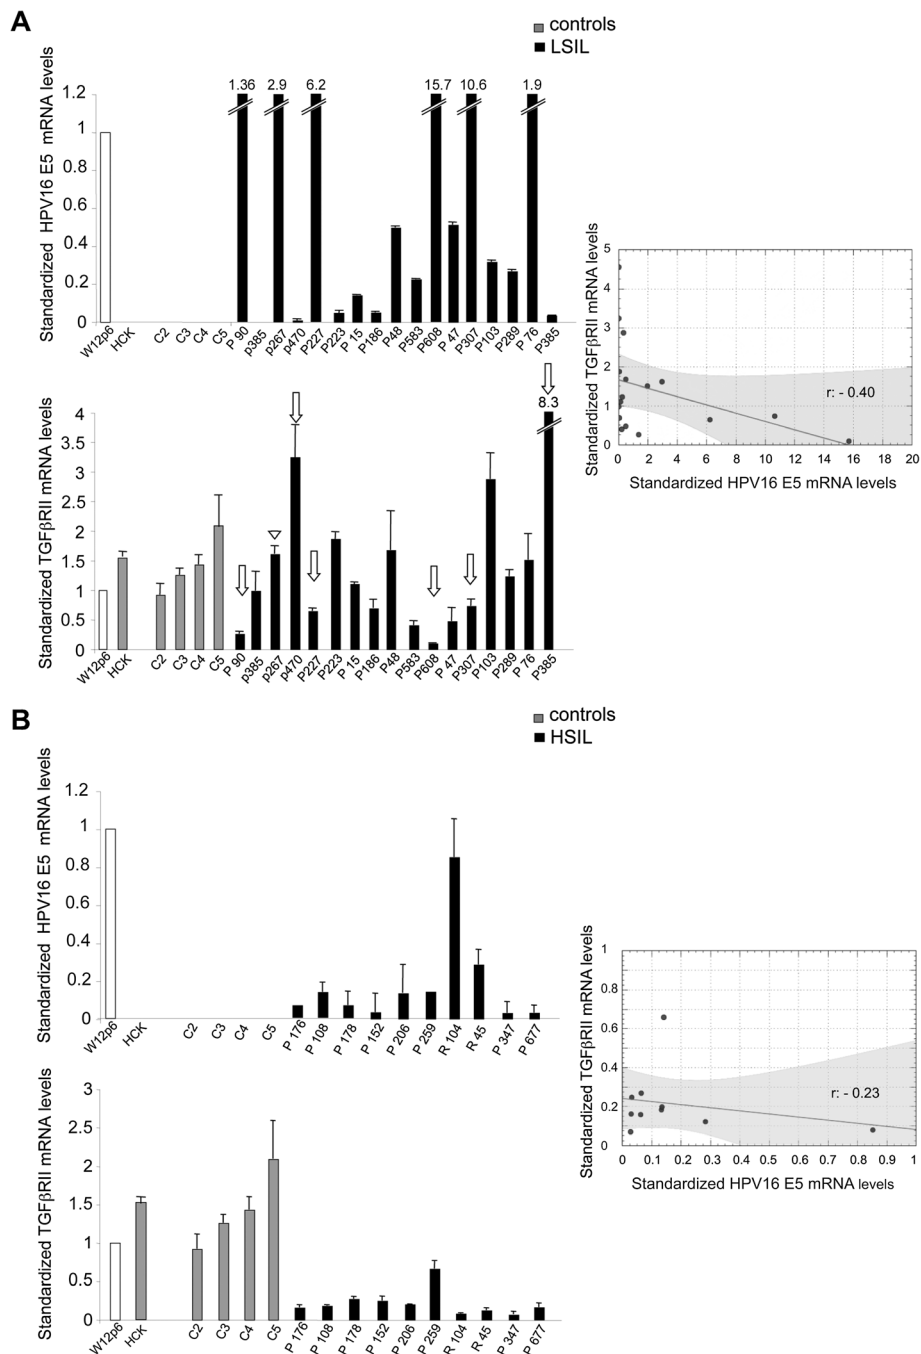 A
controls
LSIL
Standardized HPV16 E5 mRNA levels
1.2
1
0.8
0.6
0.4
0.2
0
1.36
2.9
6.2
15.7
10.6
1.9
W12p6
HCK
C2
C3
C4
C5
P 90
p385
p267
p470
P227
P223
P 15
P186
P48
P583
P608
P 47
P307
P103
P289
P 76
P385
Standardized TGFβRII mRNA levels
4
3.5
3
2.5
2
1.5
1
0.5
0
8.3
W12p6
HCK
C2
C3
C4
C5
P 90
p385
p267
p470
P227
P223
P 15
P186
P48
P583
P608
P 47
P307
P103
P289
P 76
P385
Standardized TGFβRII mRNA levels
5
4
3
2
1
0
r: - 0.40
0 2 4 6 8 10 12 14 16 18 20
Standardized HPV16 E5 mRNA levels
B
controls
HSIL
Standardized HPV16 E5 mRNA levels
1.2
1
0.8
0.6
0.4
0.2
0
W12p6
HCK
C2
C3
C4
C5
P 176
P 108
P 178
P 152
P 206
P 259
R 104
R 45
P 347
P 677
Standardized TGFβRII mRNA levels
3
2.5
2
1.5
1
0.5
0
W12p6
HCK
C2
C3
C4
C5
P 176
P 108
P 178
P 152
P 206
P 259
R 104
R 45
P 347
P 677
Standardized TGFβRII mRNA levels
1
0.8
0.6
0.4
0.2
0
r: - 0.23
0 0.1 0.2 0.3 0.4 0.5 0.6 0.7 0.8 0.9 1
Standardized HPV16 E5 mRNA levels